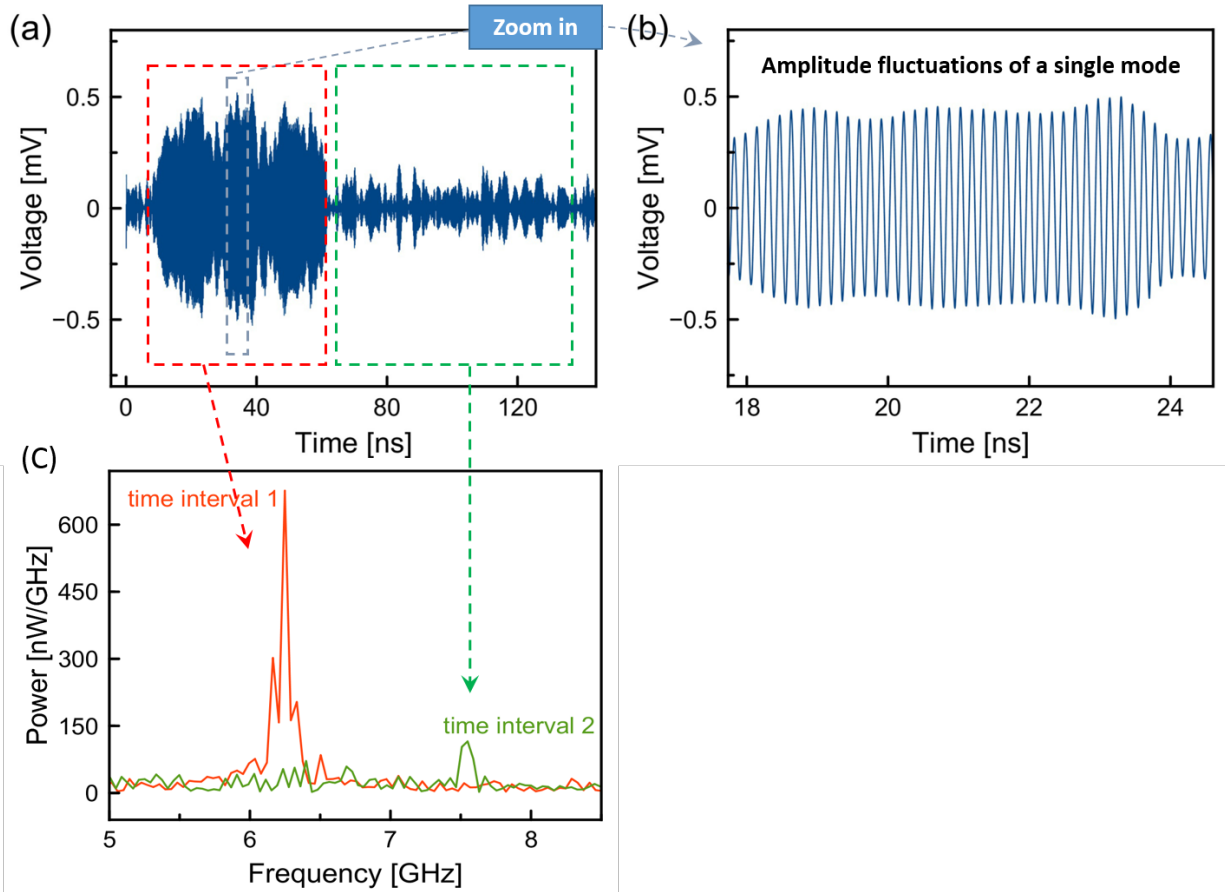 (a)
Zoom in
(b)
Voltage [mV]
0.5
0
−0.5
0
40
80
120
Time [ns]
Amplitude fluctuations of a single mode
Voltage [mV]
0.5
0
−0.5
18
20
22
24
Time [ns]
(C)
time interval 1
time interval 2
Power [nW/GHz]
600
450
300
150
0
5
6
7
8
Frequency [GHz]